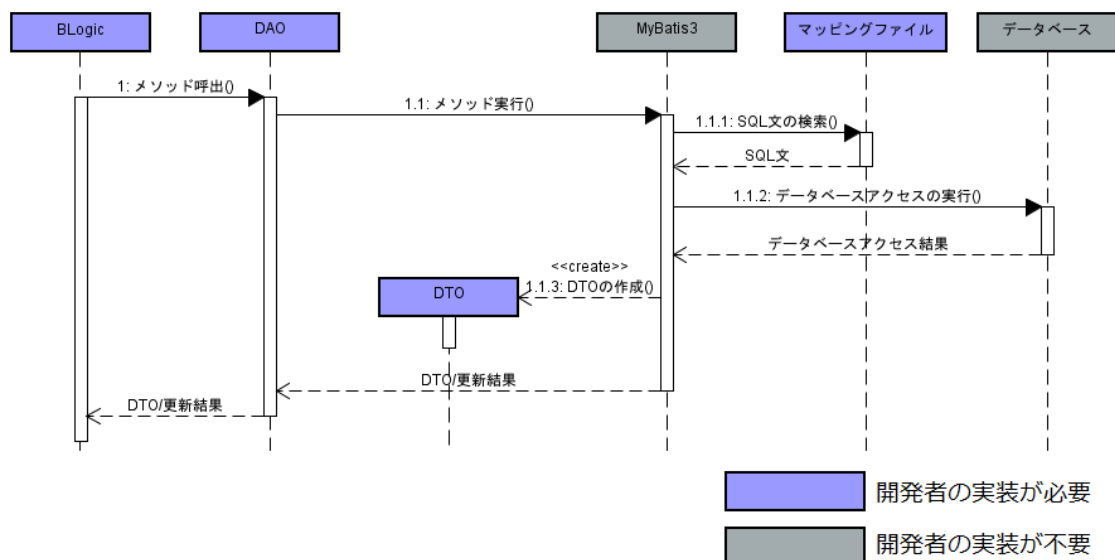 BLogic
DAO
MyBatis3
マッピングファイル
データベース
1: メソッド呼出()
1.1: メソッド実行()
1.1.1: SQL文の検索()
SQL文
1.1.2: データベースアクセスの実行()
データベースアクセス結果
<<create>>
DTO
1.1.3: DTOの作成()
DTO/更新結果
DTO/更新結果
開発者の実装が必要
開発者の実装が不要